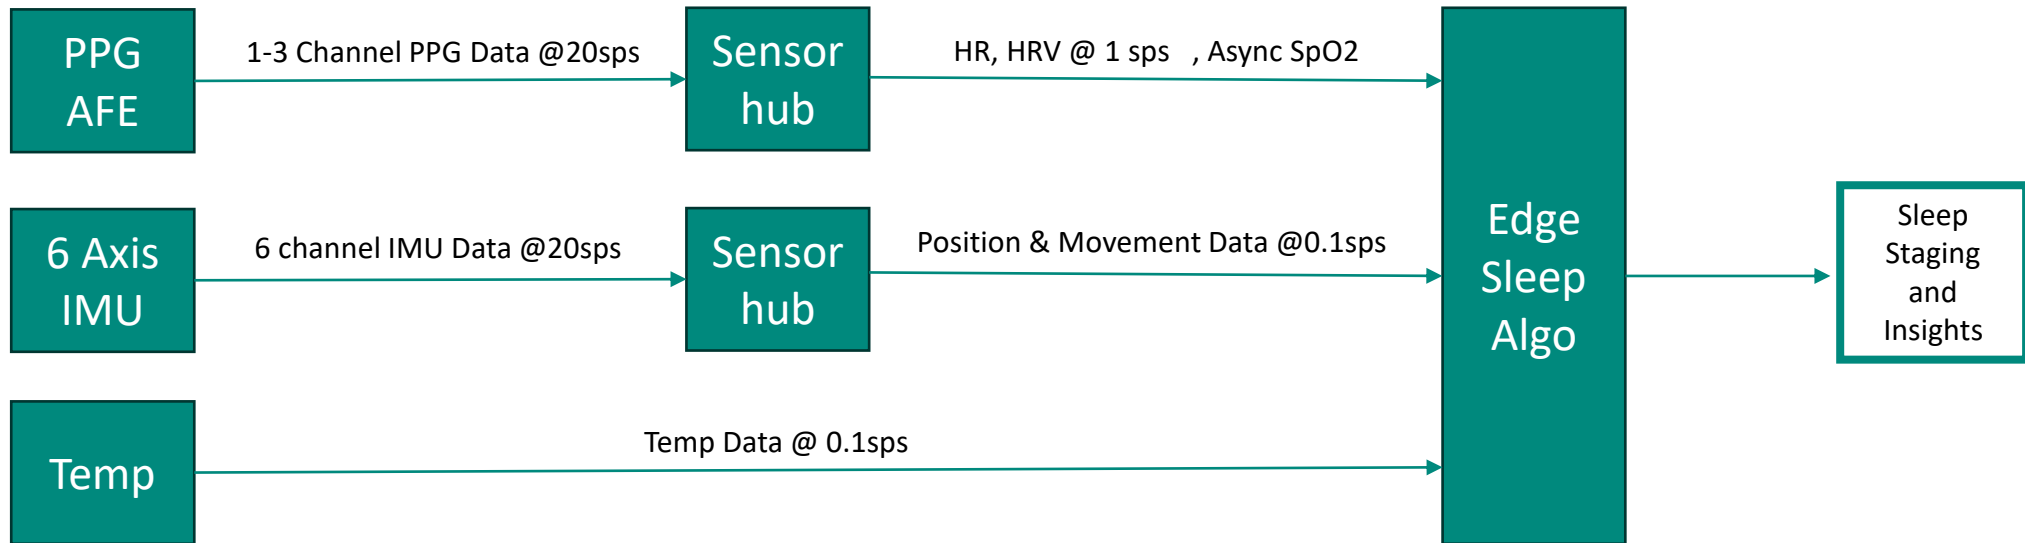 PPG
AFE
1-3 Channel PPG Data @20sps
Sensor
hub
HR, HRV @ 1 sps , Async SpO2
6 Axis
IMU
6 channel IMU Data @20sps
Sensor
hub
Position & Movement Data @0.1sps
Temp
Temp Data @ 0.1sps
Edge
Sleep
Algo
Sleep
Staging
and
Insights